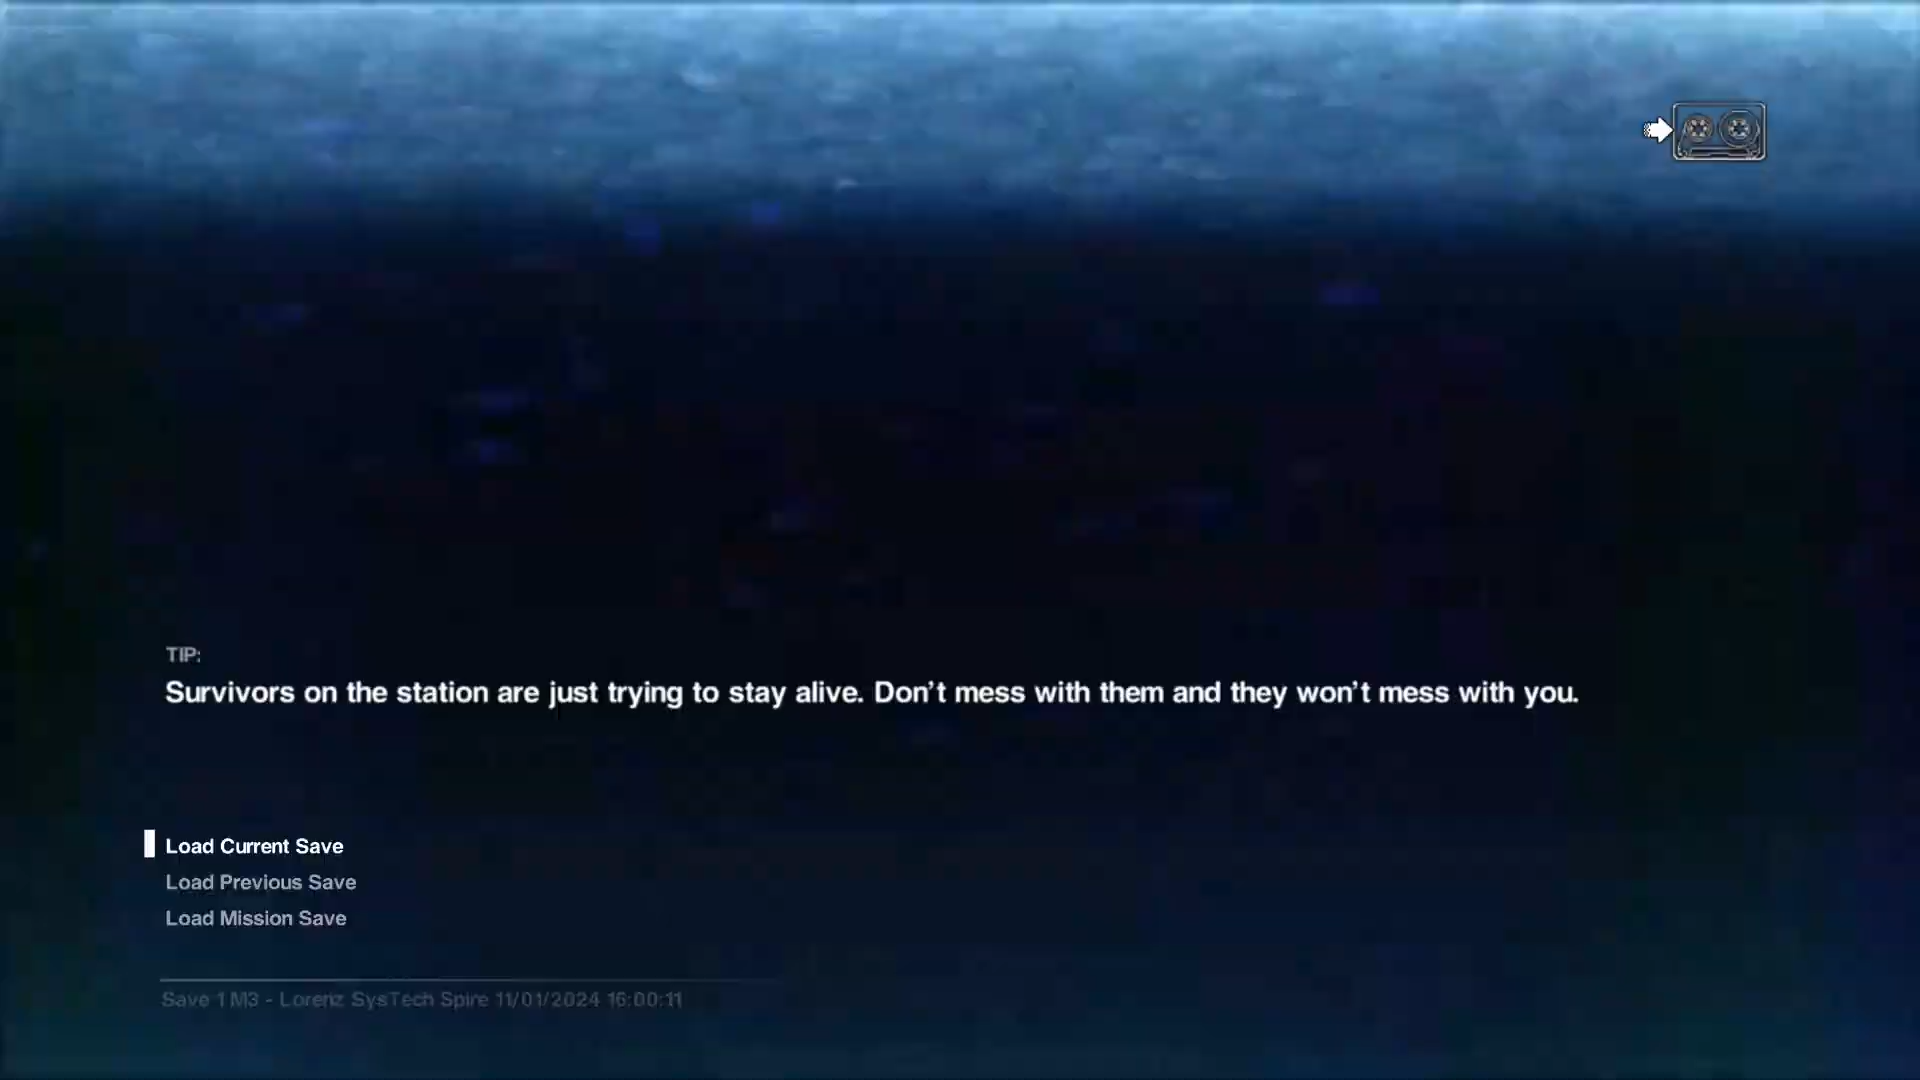 TIP:
Survivors on the station are just trying to stay alive. Don't mess with them and they won't mess with you.
Load Current Save
Load Previous Save
Load Mission Save
Save 1 M3 - Lorenz SysTech Spire 11/01/2024 16:00:11